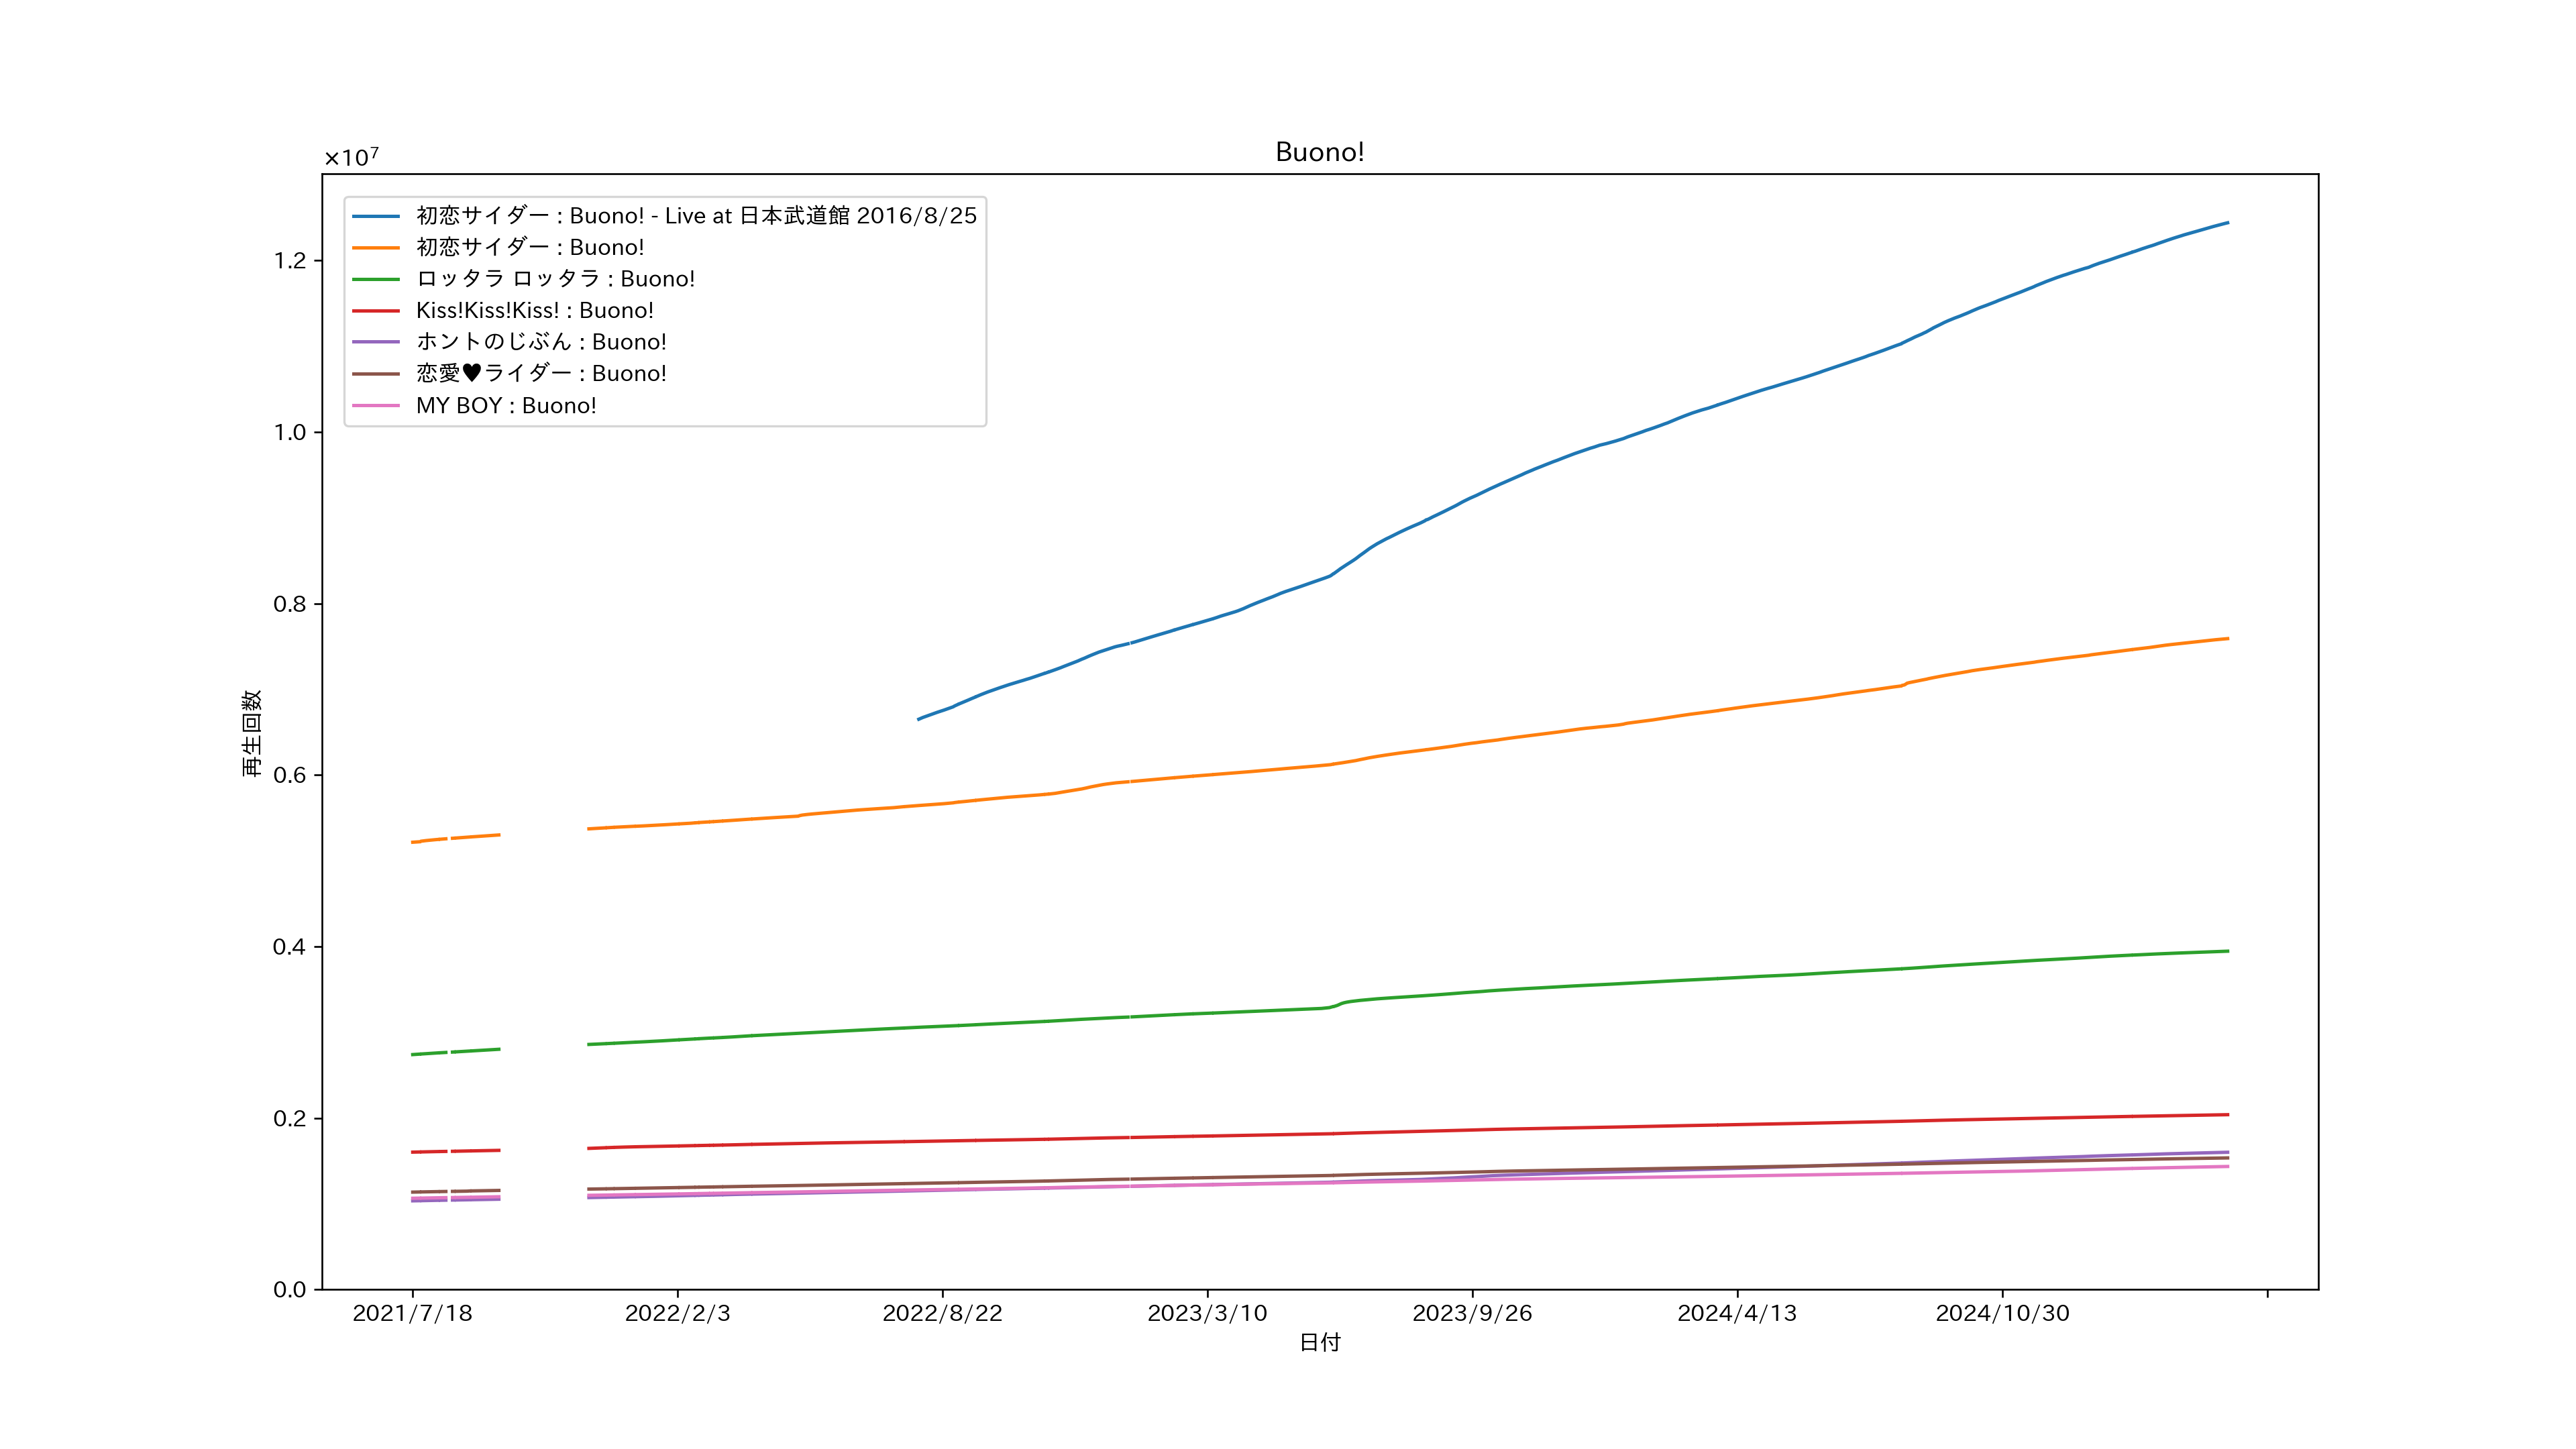 Buono!
×10⁷
初恋サイダー : Buono! - Live at 日本武道館 2016/8/25
初恋サイダー : Buono!
ロッタラ ロッタラ : Buono!
Kiss!Kiss!Kiss! : Buono!
ホントのじぶん : Buono!
恋愛♥ライダー : Buono!
MY BOY : Buono!
1.2
1.0
0.8
0.6
0.4
0.2
0.0
再生回数
2021/7/18
2022/2/3
2022/8/22
2023/3/10
2023/9/26
2024/4/13
2024/10/30
日付